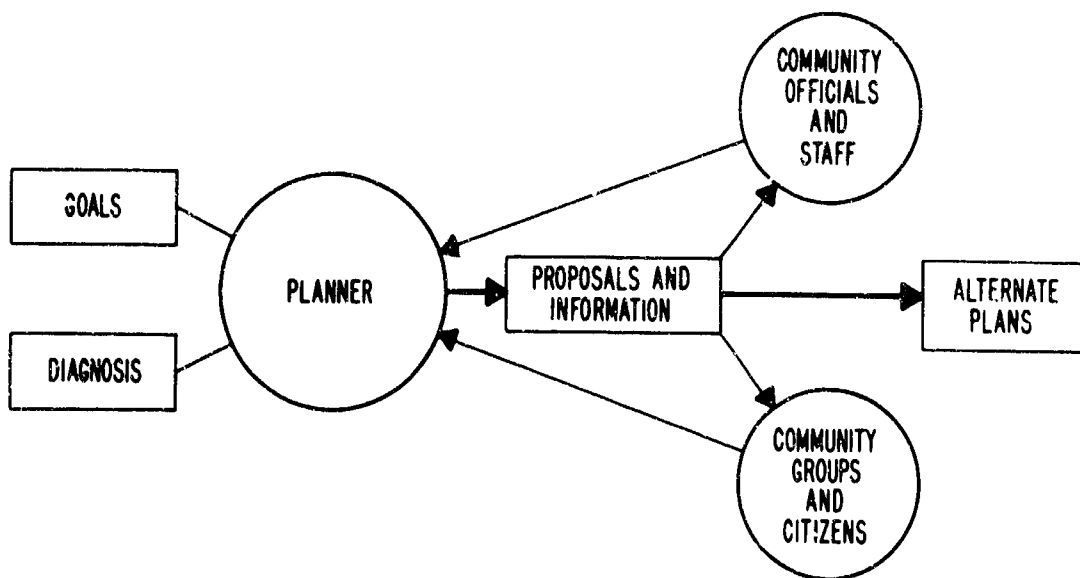 GOALS
DIAGNOSIS
PLANNER
PROPOSALS AND
INFORMATION
COMMUNITY
OFFICIALS
AND
STAFF
COMMUNITY
GROUPS
AND
CITIZENS
ALTERNATE
PLANS